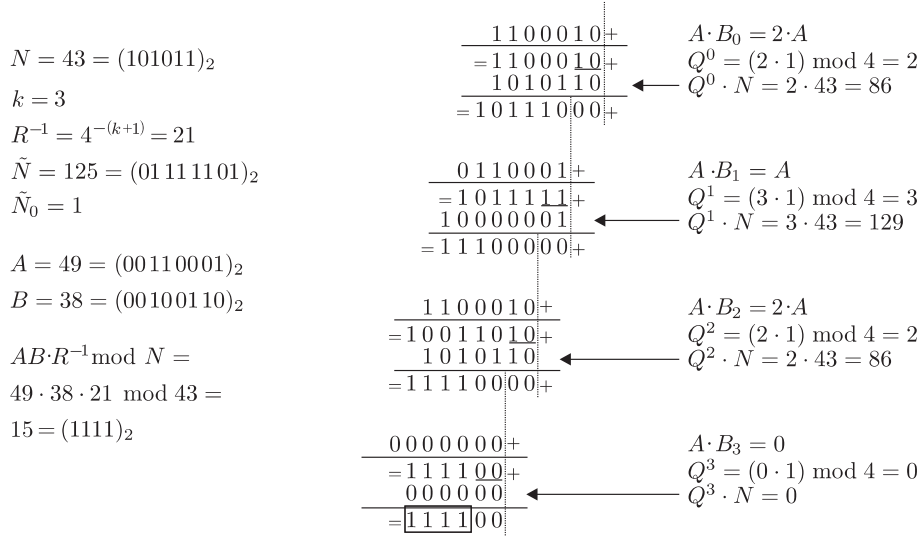 N = 43 = (101011)₂
k = 3
R⁻¹ = 4⁻⁽ᵏ⁺¹⁾ = 21
Ñ = 125 = (01111101)₂
Ñ₀ = 1
A = 49 = (00110001)₂
B = 38 = (00100110)₂
AB·R⁻¹ mod N =
49 · 38 · 21 mod 43 =
15 = (1111)₂
1100010+
=1100010+
1010110
=10111000+
A·B₀ = 2·A
Q⁰ = (2 · 1) mod 4 = 2
Q⁰ · N = 2 · 43 = 86
0110001+
=1011111+
10000001
=11100000+
A·B₁ = A
Q¹ = (3 · 1) mod 4 = 3
Q¹ · N = 3 · 43 = 129
1100010+
=10011010+
1010110
=11110000+
A·B₂ = 2·A
Q² = (2 · 1) mod 4 = 2
Q² · N = 2 · 43 = 86
0000000+
=111100+
000000
=111100
A·B₃ = 0
Q³ = (0 · 1) mod 4 = 0
Q³ · N = 0